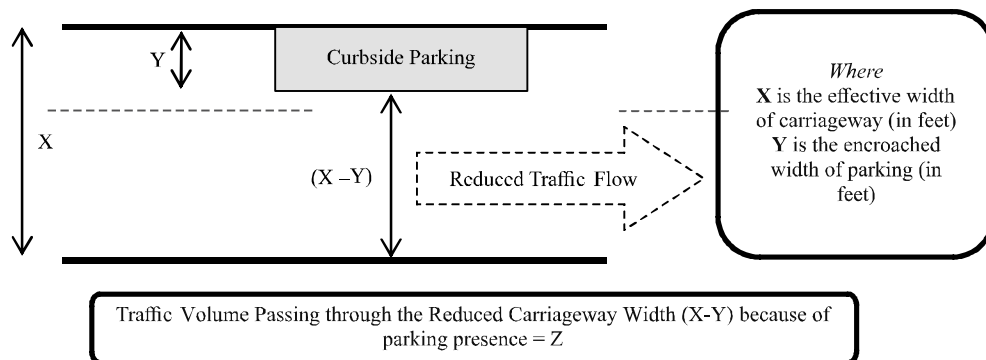 Y
Curbside Parking
X
(X –Y)
Reduced Traffic Flow
Where
X is the effective width
of carriageway (in feet)
Y is the encroached
width of parking (in
feet)
Traffic Volume Passing through the Reduced Carriageway Width (X-Y) because of
parking presence = Z